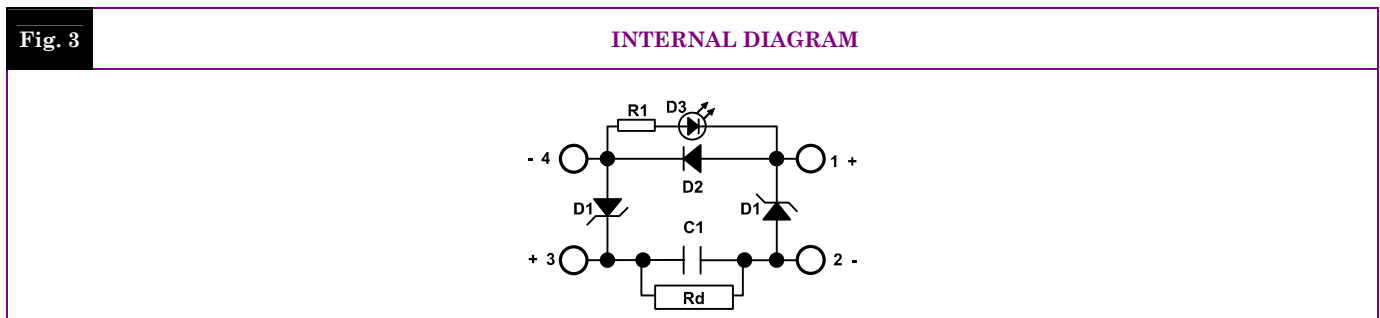 Fig. 3
INTERNAL DIAGRAM
R1
D3
- 4
1 +
D2
D1
D1
C1
+ 3
2 -
Rd